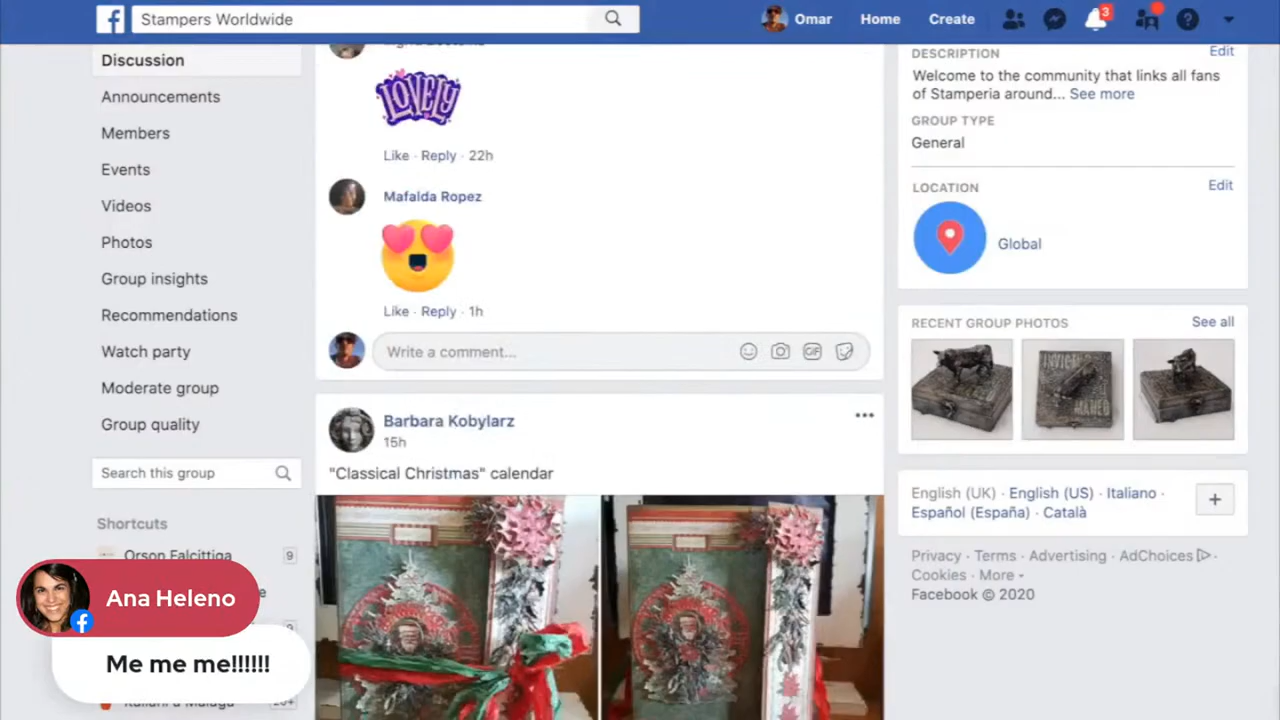 Stampers Worldwide
Omar
Home
Create
3
Discussion
Announcements
Members
Events
Videos
Photos
Group insights
Recommendations
Watch party
Moderate group
Group quality
Search this group
Shortcuts
Orson Falcittiga
9
LOVELY
Like · Reply · 22h
Mafalda Ropez
Like · Reply · 1h
Write a comment...
GIF
Barbara Kobylarz
15h
"Classical Christmas" calendar
DESCRIPTION
Edit
Welcome to the community that links all fans
of Stamperia around... See more
GROUP TYPE
General
LOCATION
Edit
Global
RECENT GROUP PHOTOS
See all
English (UK) · English (US) · Italiano ·
Español (España) · Català
Privacy · Terms · Advertising · AdChoices ·
Cookies · More
Facebook © 2020
Ana Heleno
Me me me!!!!!!